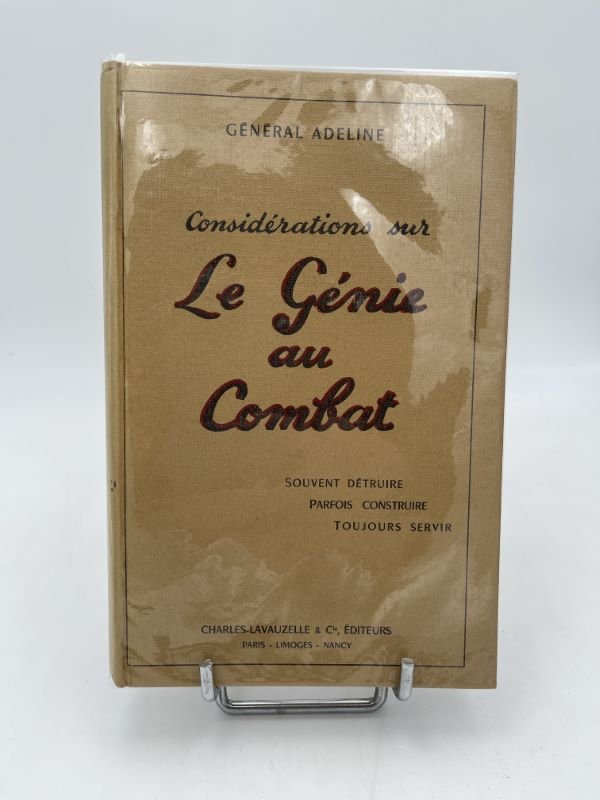 GÉNÉRAL ADELINE
Considérations sur
Le Génie
au
Combat
SOUVENT DÉTRUIRE
PARFOIS CONSTRUIRE
TOUJOURS SERVIR
CHARLES-LAVAUZELLE & Cie, ÉDITEURS
PARIS - LIMOGES - NANCY